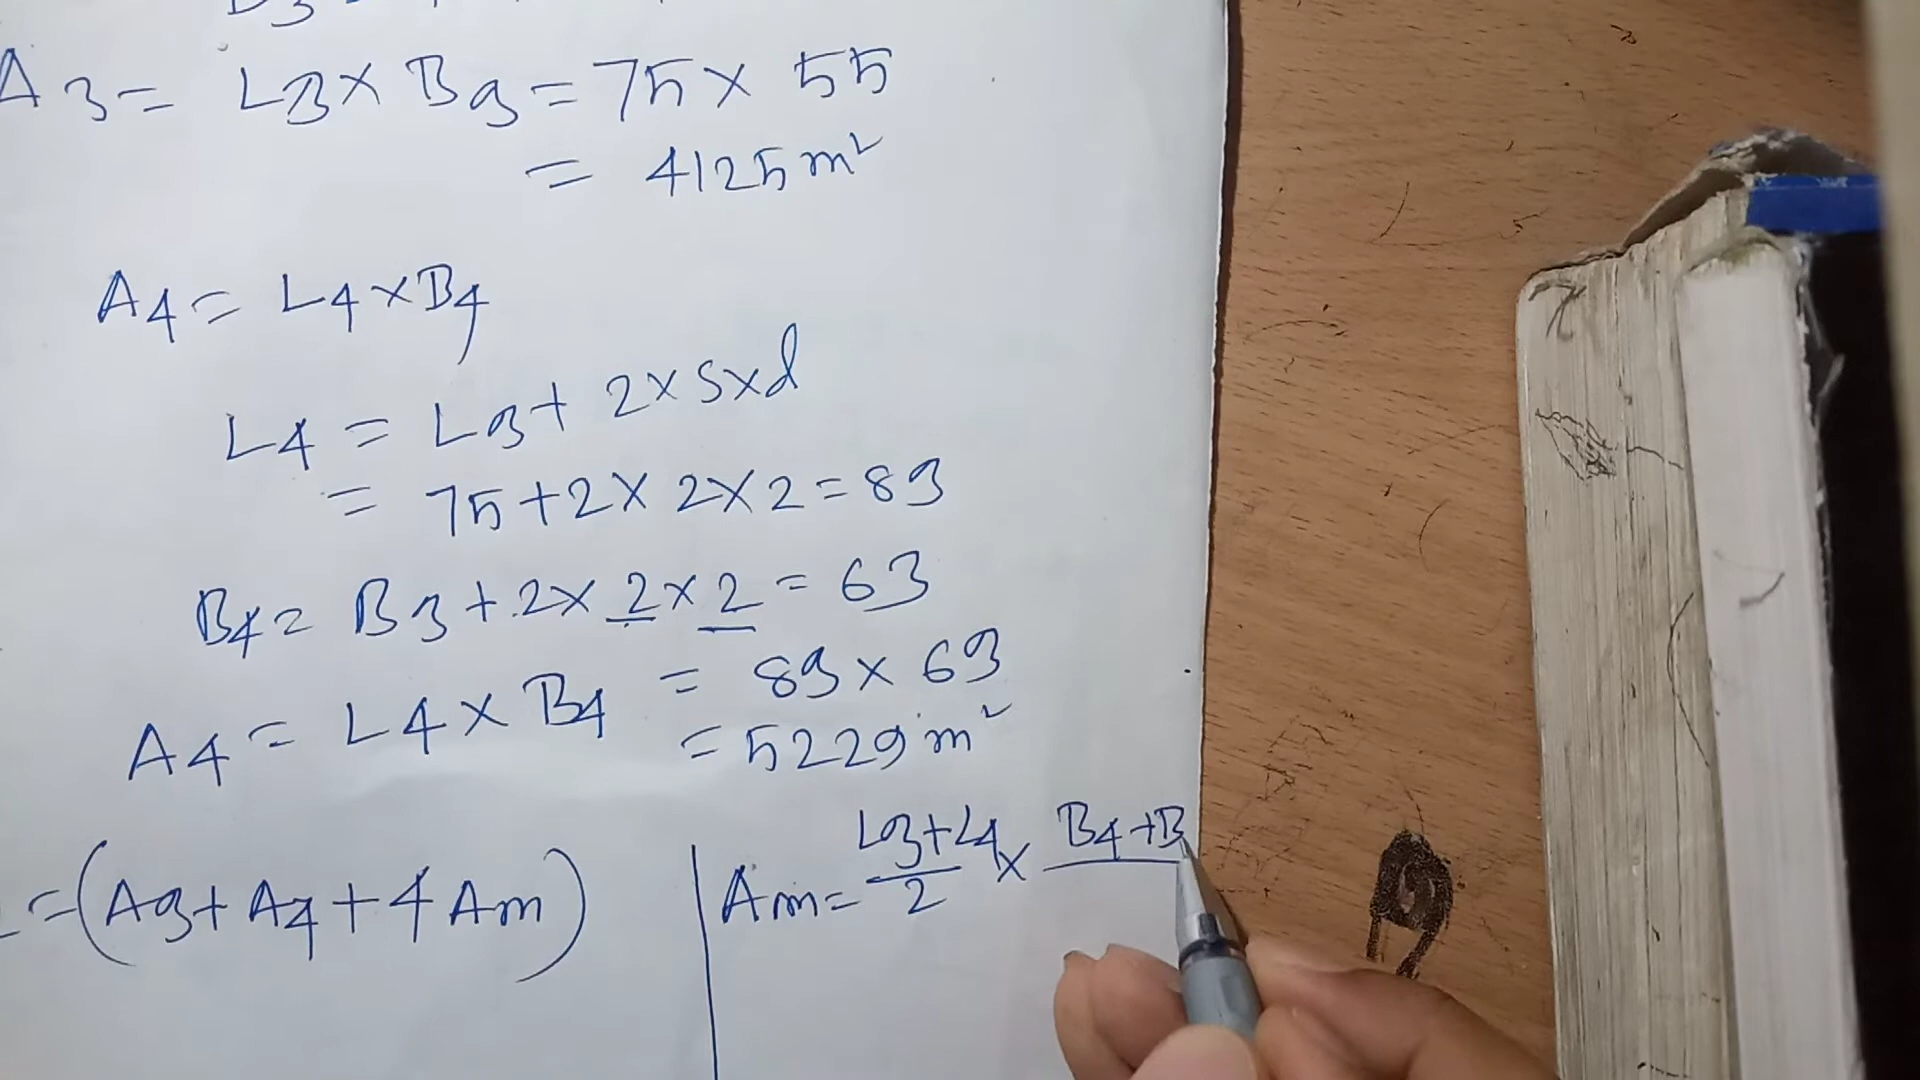 A3 = L3 × B3 = 75 × 55
= 4125 m²
A4 = L4 × B4
L4 = L3 + 2 × s × d
= 75 + 2 × 2 × 2 = 83
B4 = B3 + 2 × 2 × 2 = 63
A4 = L4 × B4 = 83 × 63
= 5229 m²
= (A3 + A4 + 4 Am)
Am = L3 + L4 / 2 × B4 + B